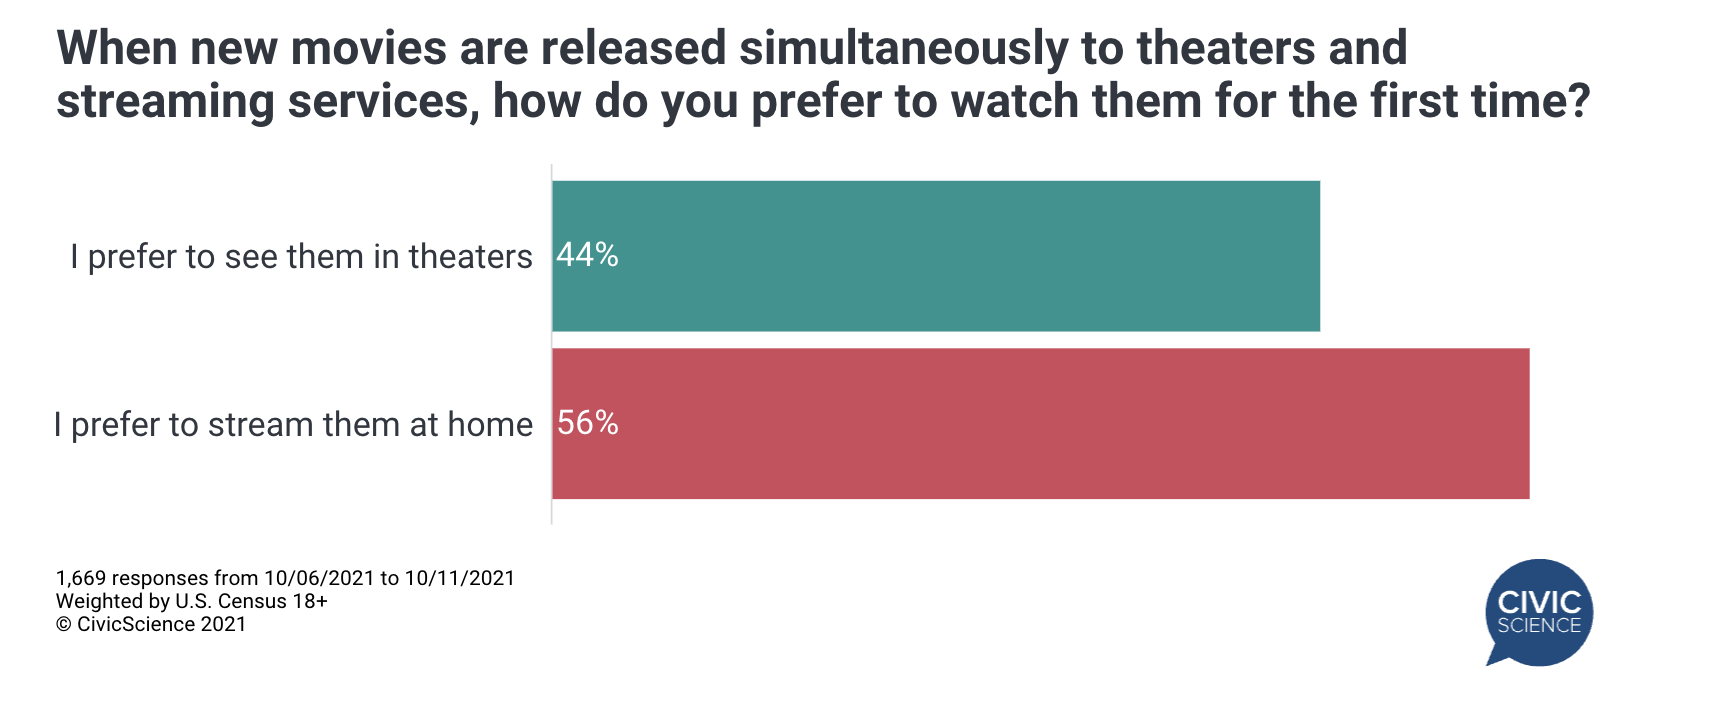 When new movies are released simultaneously to theaters and
streaming services, how do you prefer to watch them for the first time?
I prefer to see them in theaters 44%
I prefer to stream them at home 56%
1,669 responses from 10/06/2021 to 10/11/2021
Weighted by U.S. Census 18+
© CivicScience 2021
CIVIC
SCIENCE